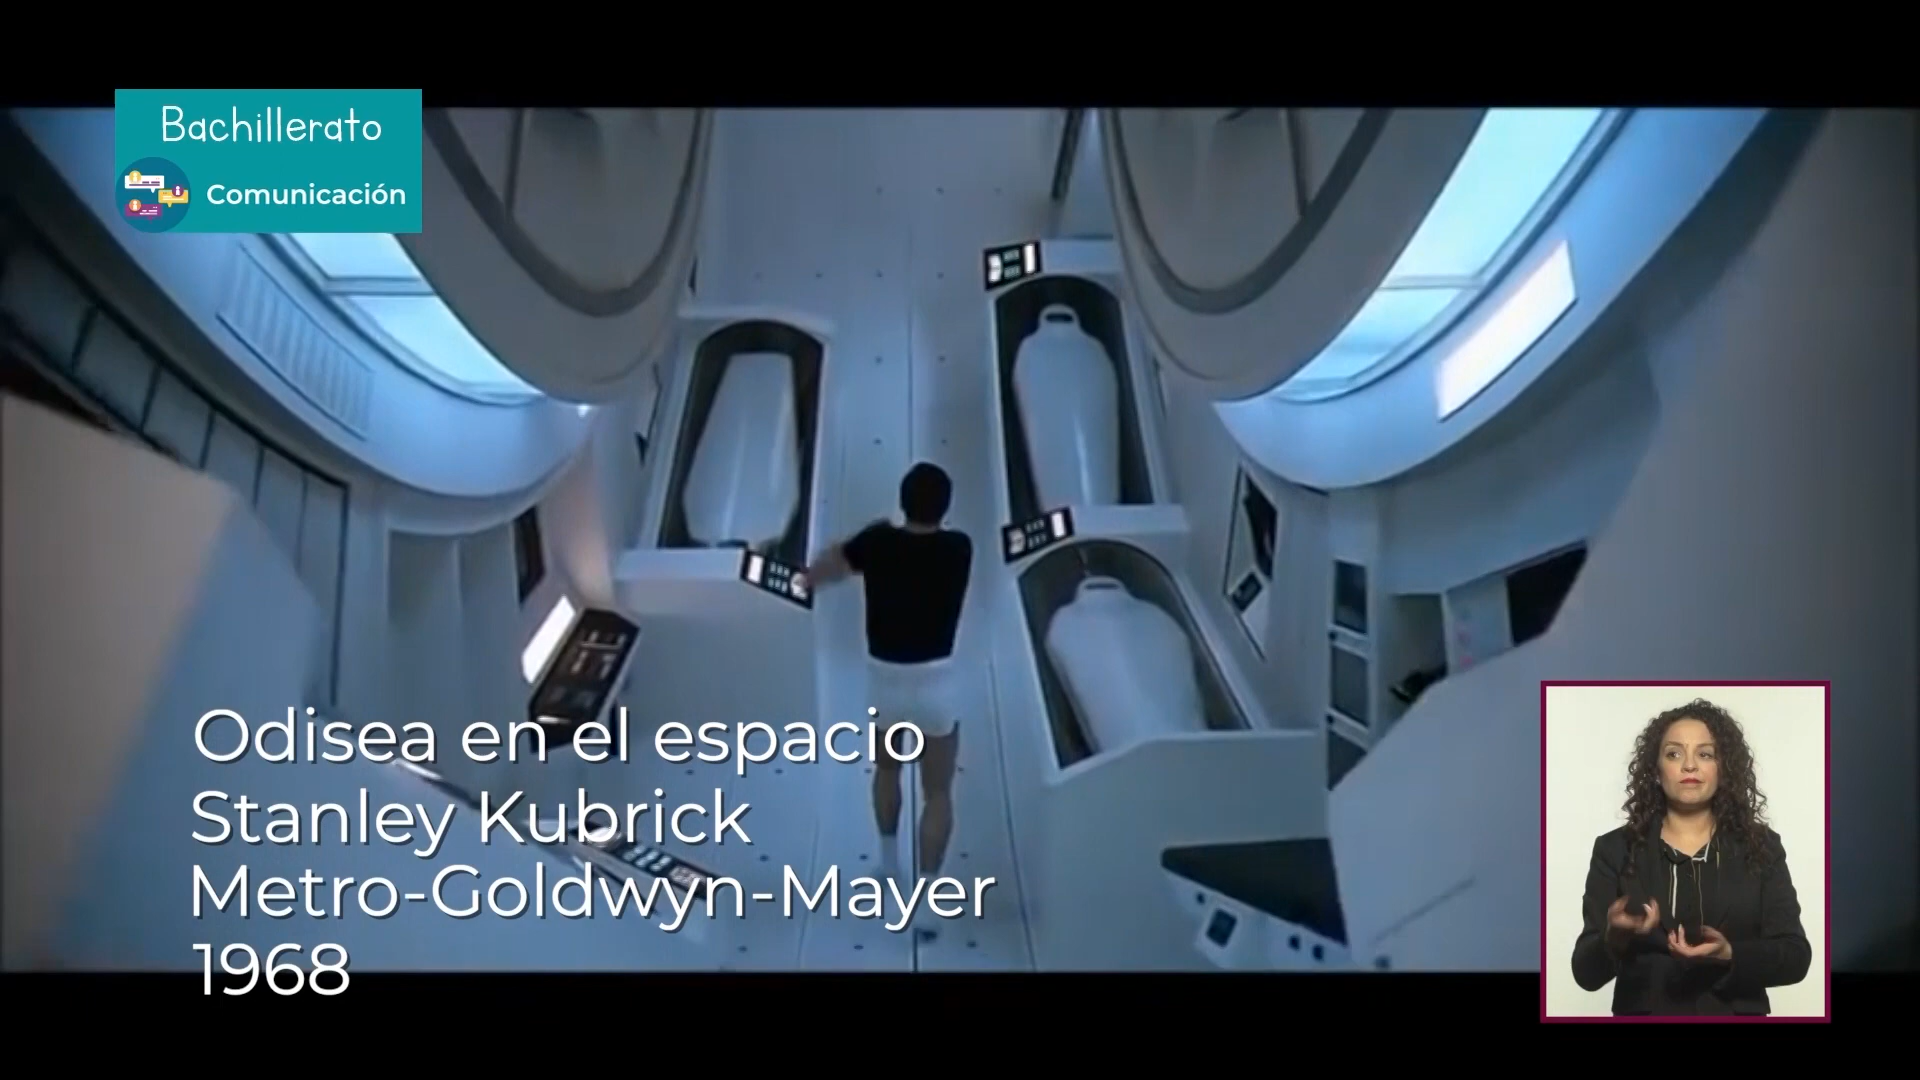 Bachillerato
Comunicación
Odisea en el espacio
Stanley Kubrick
Metro-Goldwyn-Mayer
1968